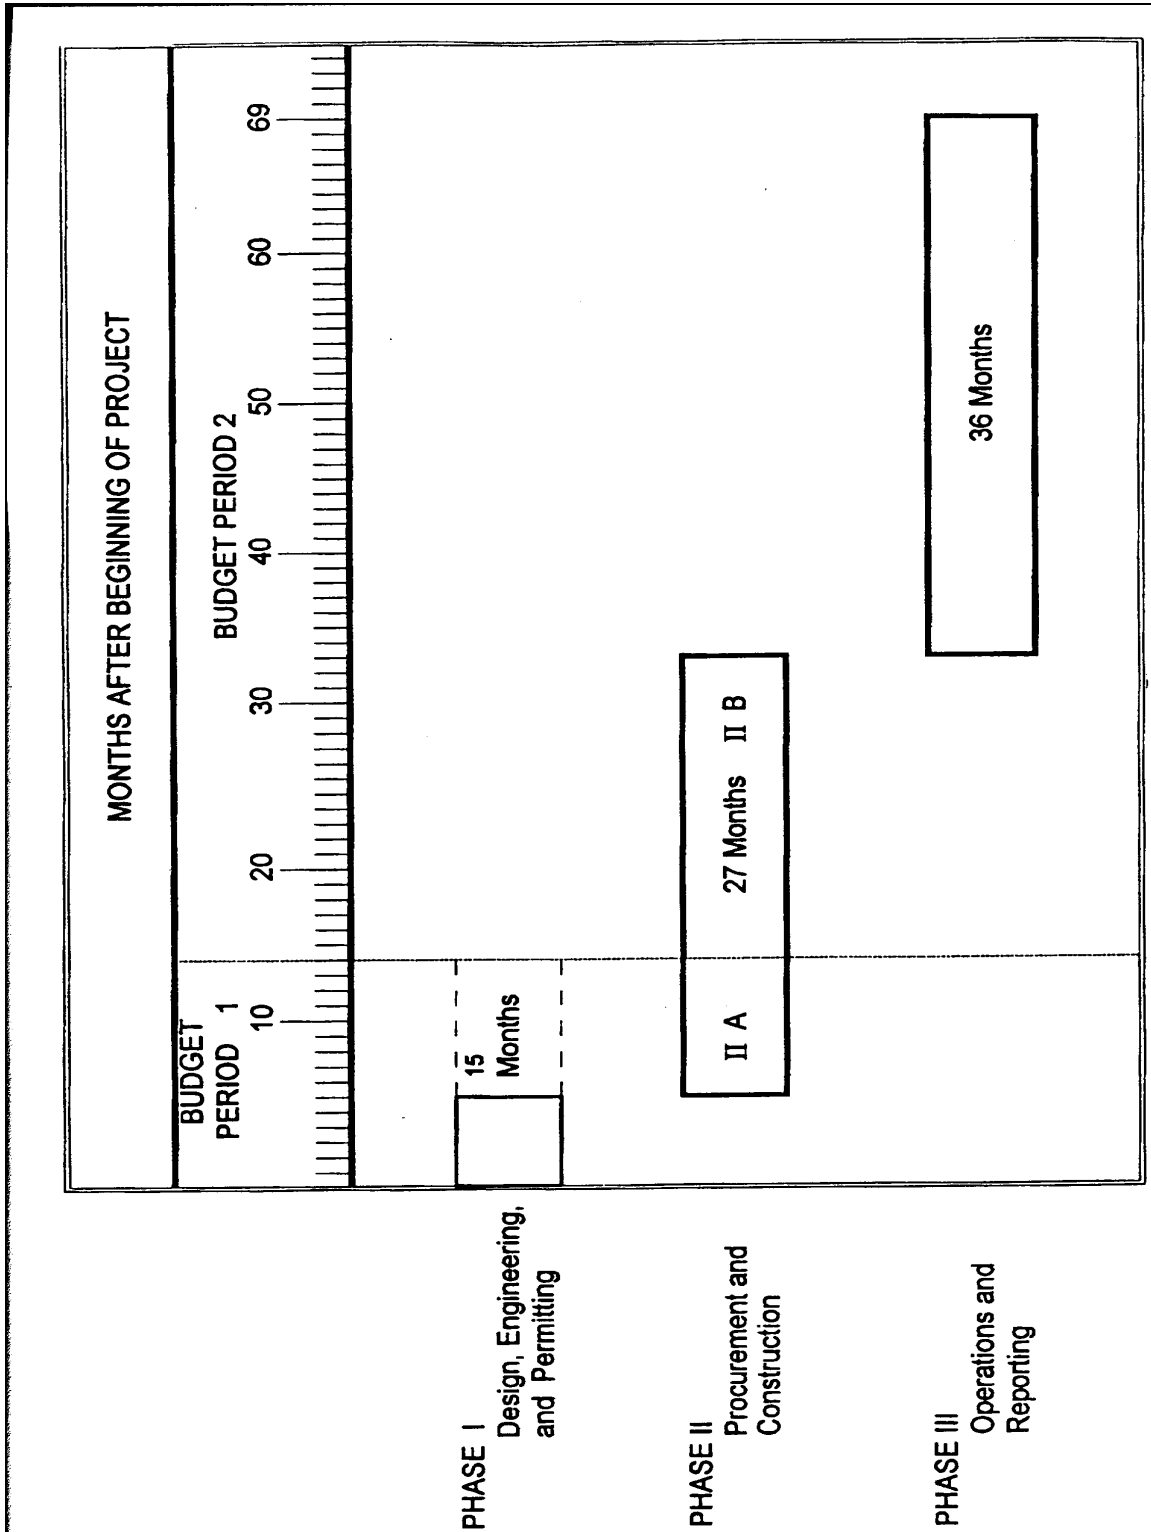 MONTHS AFTER BEGINNING OF PROJECT
BUDGET
PERIOD 1
BUDGET PERIOD 2
10 20 30 40 50 60 69
PHASE I
Design, Engineering,
and Permitting
15
Months
PHASE II
Procurement and
Construction
II A 27 Months II B
PHASE III
Operations and
Reporting
36 Months